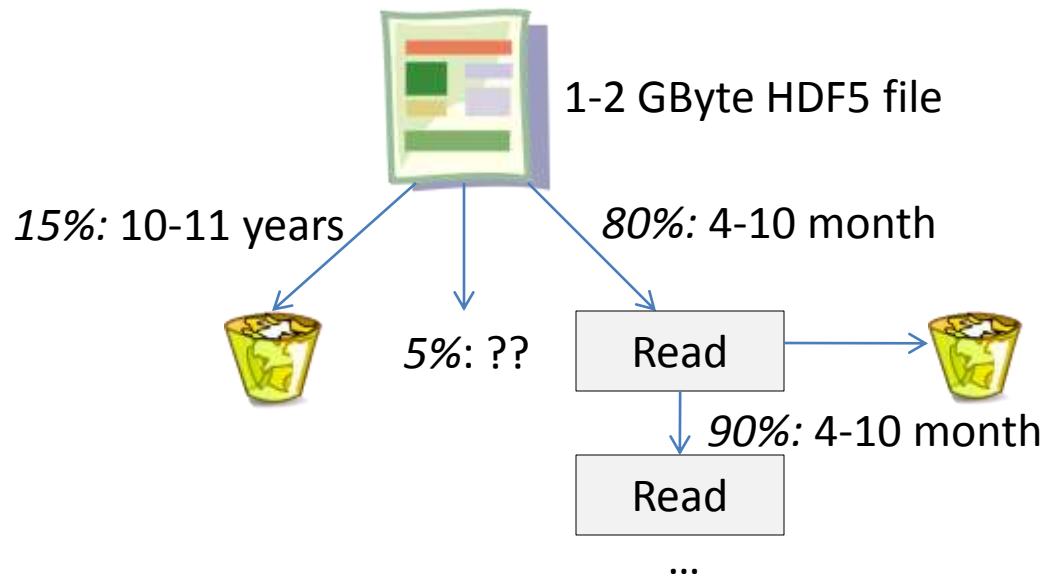 1-2 GByte HDF5 file
15%: 10-11 years
80%: 4-10 month
5%: ??
Read
90%: 4-10 month
Read
...